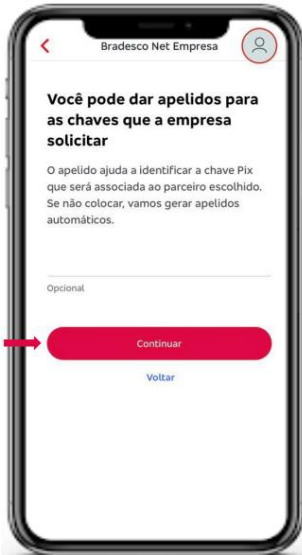 Bradesco Net Empresa
Você pode dar apelidos para
as chaves que a empresa
solicitar
O apelido ajuda a identificar a chave Pix
que será associada ao parceiro escolhido.
Se não colocar, vamos gerar apelidos
automáticos.
Opcional
Continuar
Voltar